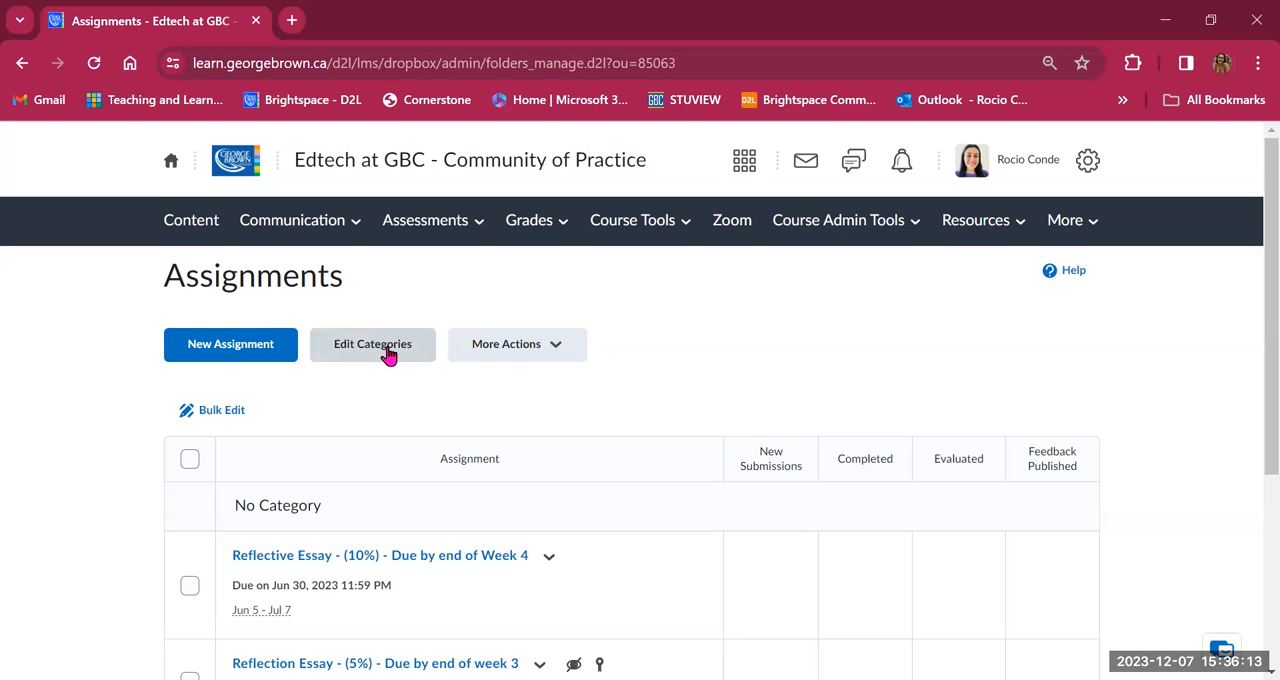 Assignments - Edtech at GBC -
learn.georgebrown.ca/d2l/lms/dropbox/admin/folders_manage.d2l?ou=85063
Gmail Teaching and Learn... Brightspace - D2L Cornerstone Home | Microsoft 3... GBC STUVIEW D2L Brightspace Comm... Outlook - Rocio C... » All Bookmarks
GEORGE BROWN Edtech at GBC - Community of Practice Rocio Conde
Content Communication Assessments Grades Course Tools Zoom Course Admin Tools Resources More
Assignments
Help
New Assignment Edit Categories More Actions
Bulk Edit
Assignment New Submissions Completed Evaluated Feedback Published
No Category
Reflective Essay - (10%) - Due by end of Week 4
Due on Jun 30, 2023 11:59 PM
Jun 5 - Jul 7
Reflection Essay - (5%) - Due by end of week 3
2023-12-07 15:36:13